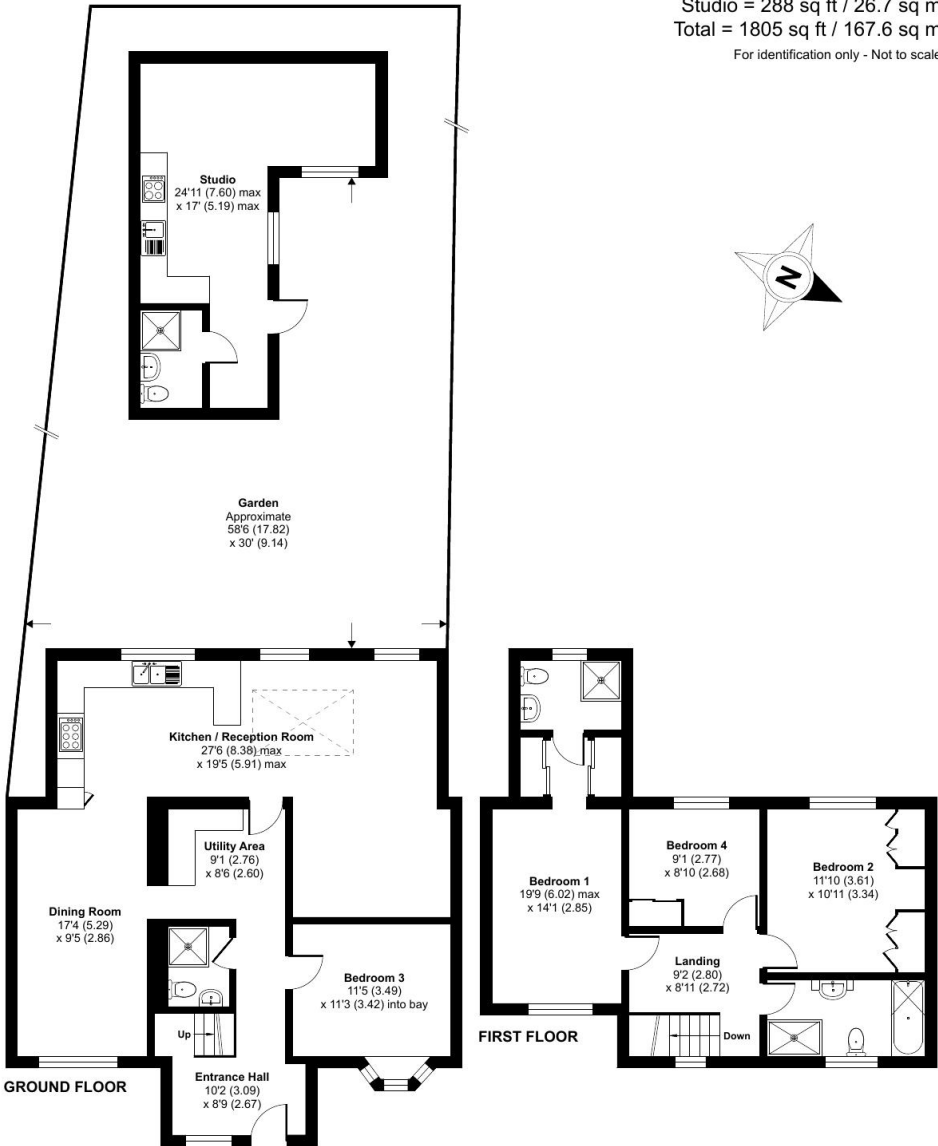 Studio = 288 sq ft / 26.7 sq m
Total = 1805 sq ft / 167.6 sq m
For identification only - Not to scale
Studio
24'11 (7.60) max
x 17' (5.19) max
N
Garden
Approximate
58'6 (17.82)
x 30' (9.14)
Kitchen / Reception Room
27'6 (8.38) max
x 19'5 (5.91) max
Utility Area
9'1 (2.76)
x 8'6 (2.60)
Dining Room
17'4 (5.29)
x 9'5 (2.86)
Bedroom 3
11'5 (3.49)
x 11'3 (3.42) into bay
Up
Entrance Hall
10'2 (3.09)
x 8'9 (2.67)
GROUND FLOOR
Bedroom 1
19'9 (6.02) max
x 14'1 (2.85)
Bedroom 4
9'1 (2.77)
x 8'10 (2.68)
Bedroom 2
11'10 (3.61)
x 10'11 (3.34)
Landing
9'2 (2.80)
x 8'11 (2.72)
Down
FIRST FLOOR